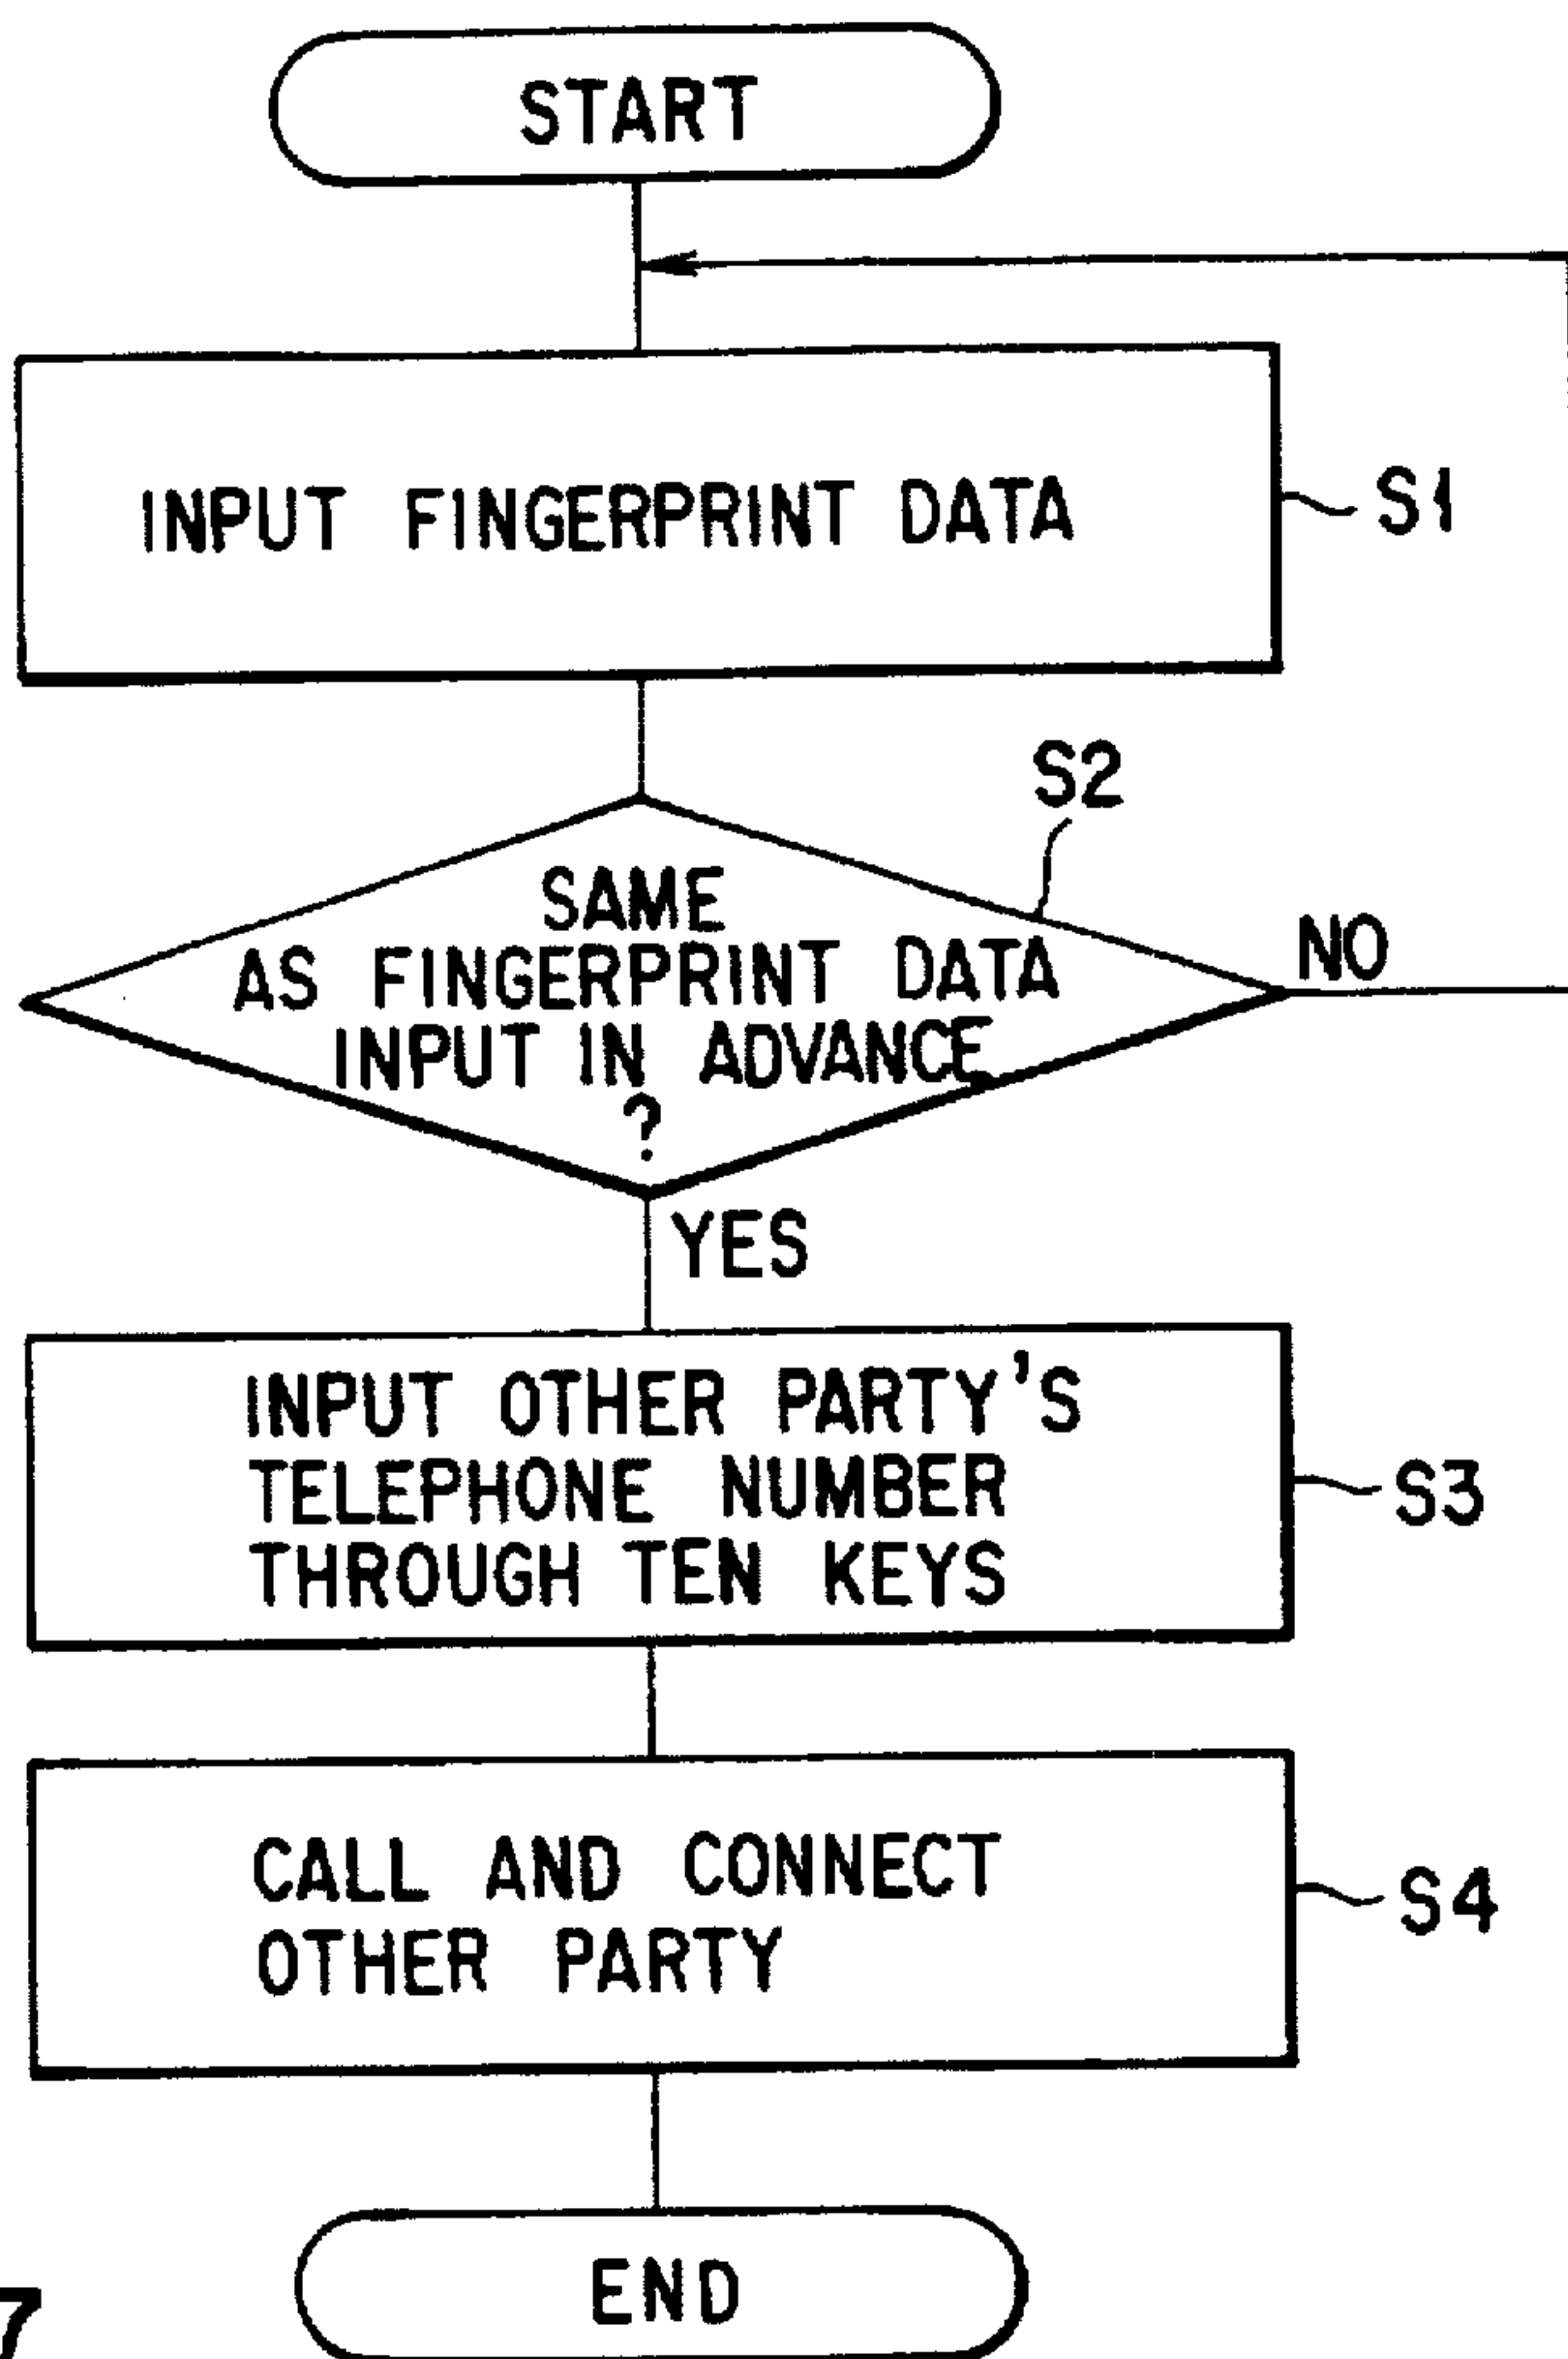 START
INPUT FINGERPRINT DATA
S1
S2
SAME
AS FINGERPRINT DATA
INPUT IN ADVANCE
?
NO
YES
INPUT OTHER PARTY'S
TELEPHONE NUMBER
THROUGH TEN KEYS
S3
CALL AND CONNECT
OTHER PARTY
S4
END
7